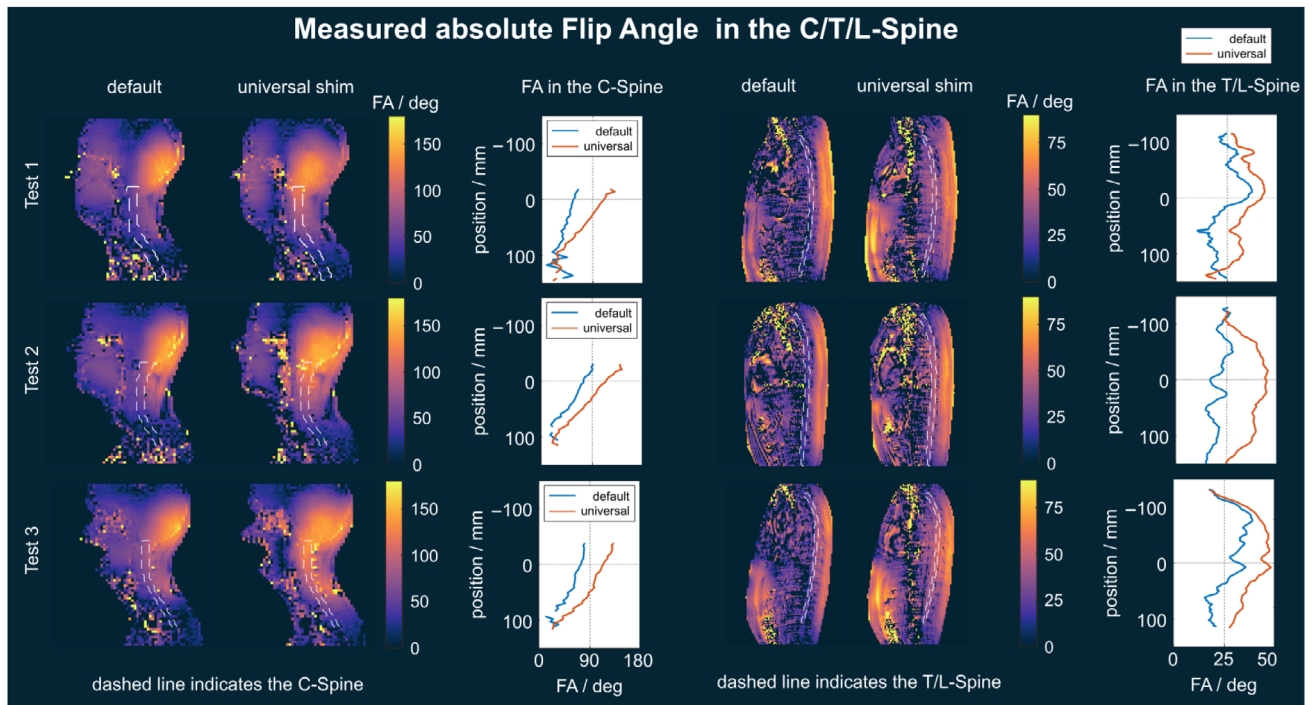 Measured absolute Flip Angle in the C/T/L-Spine
default
universal
default
universal shim
FA in the C-Spine
default
universal shim
FA in the T/L-Spine
Test 1
FA / deg
150
100
50
0
position / mm
−100
0
100
default
universal
FA / deg
75
50
25
0
position / mm
−100
0
100
Test 2
150
100
50
0
position / mm
−100
0
100
default
universal
75
50
25
0
position / mm
−100
0
100
Test 3
150
100
50
0
position / mm
−100
0
100
default
universal
0 90 180
FA / deg
75
50
25
0
position / mm
−100
0
100
0 25 50
FA / deg
dashed line indicates the C-Spine
dashed line indicates the T/L-Spine